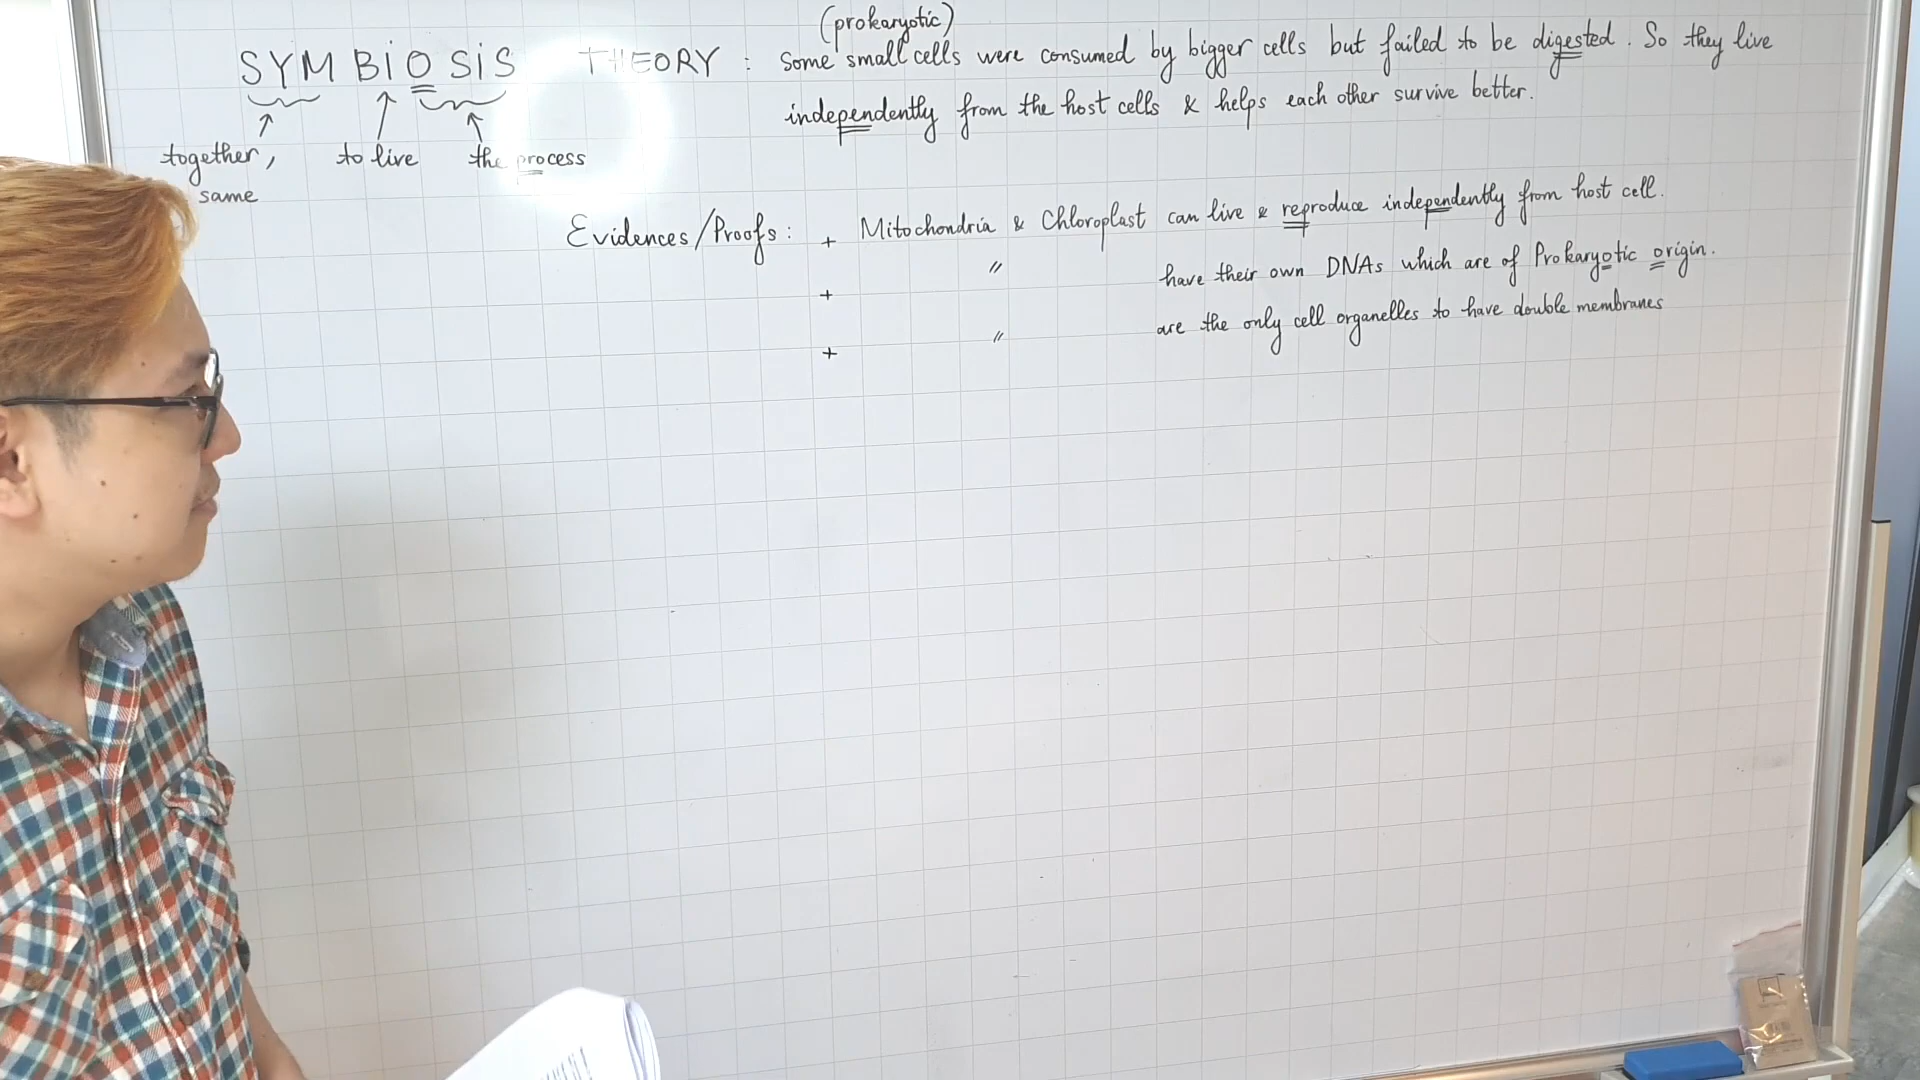 (prokaryotic)
SYMBiOSiS THEORY : Some small cells were consumed by bigger cells but failed to be digested. So they live
independently from the host cells & helps each other survive better.
together, to live the process
same
Evidences/Proofs: + Mitochondria & Chloroplast can live & reproduce independently from host cell.
+ " have their own DNAs which are of Prokaryotic origin.
+ " are the only cell organelles to have double membranes